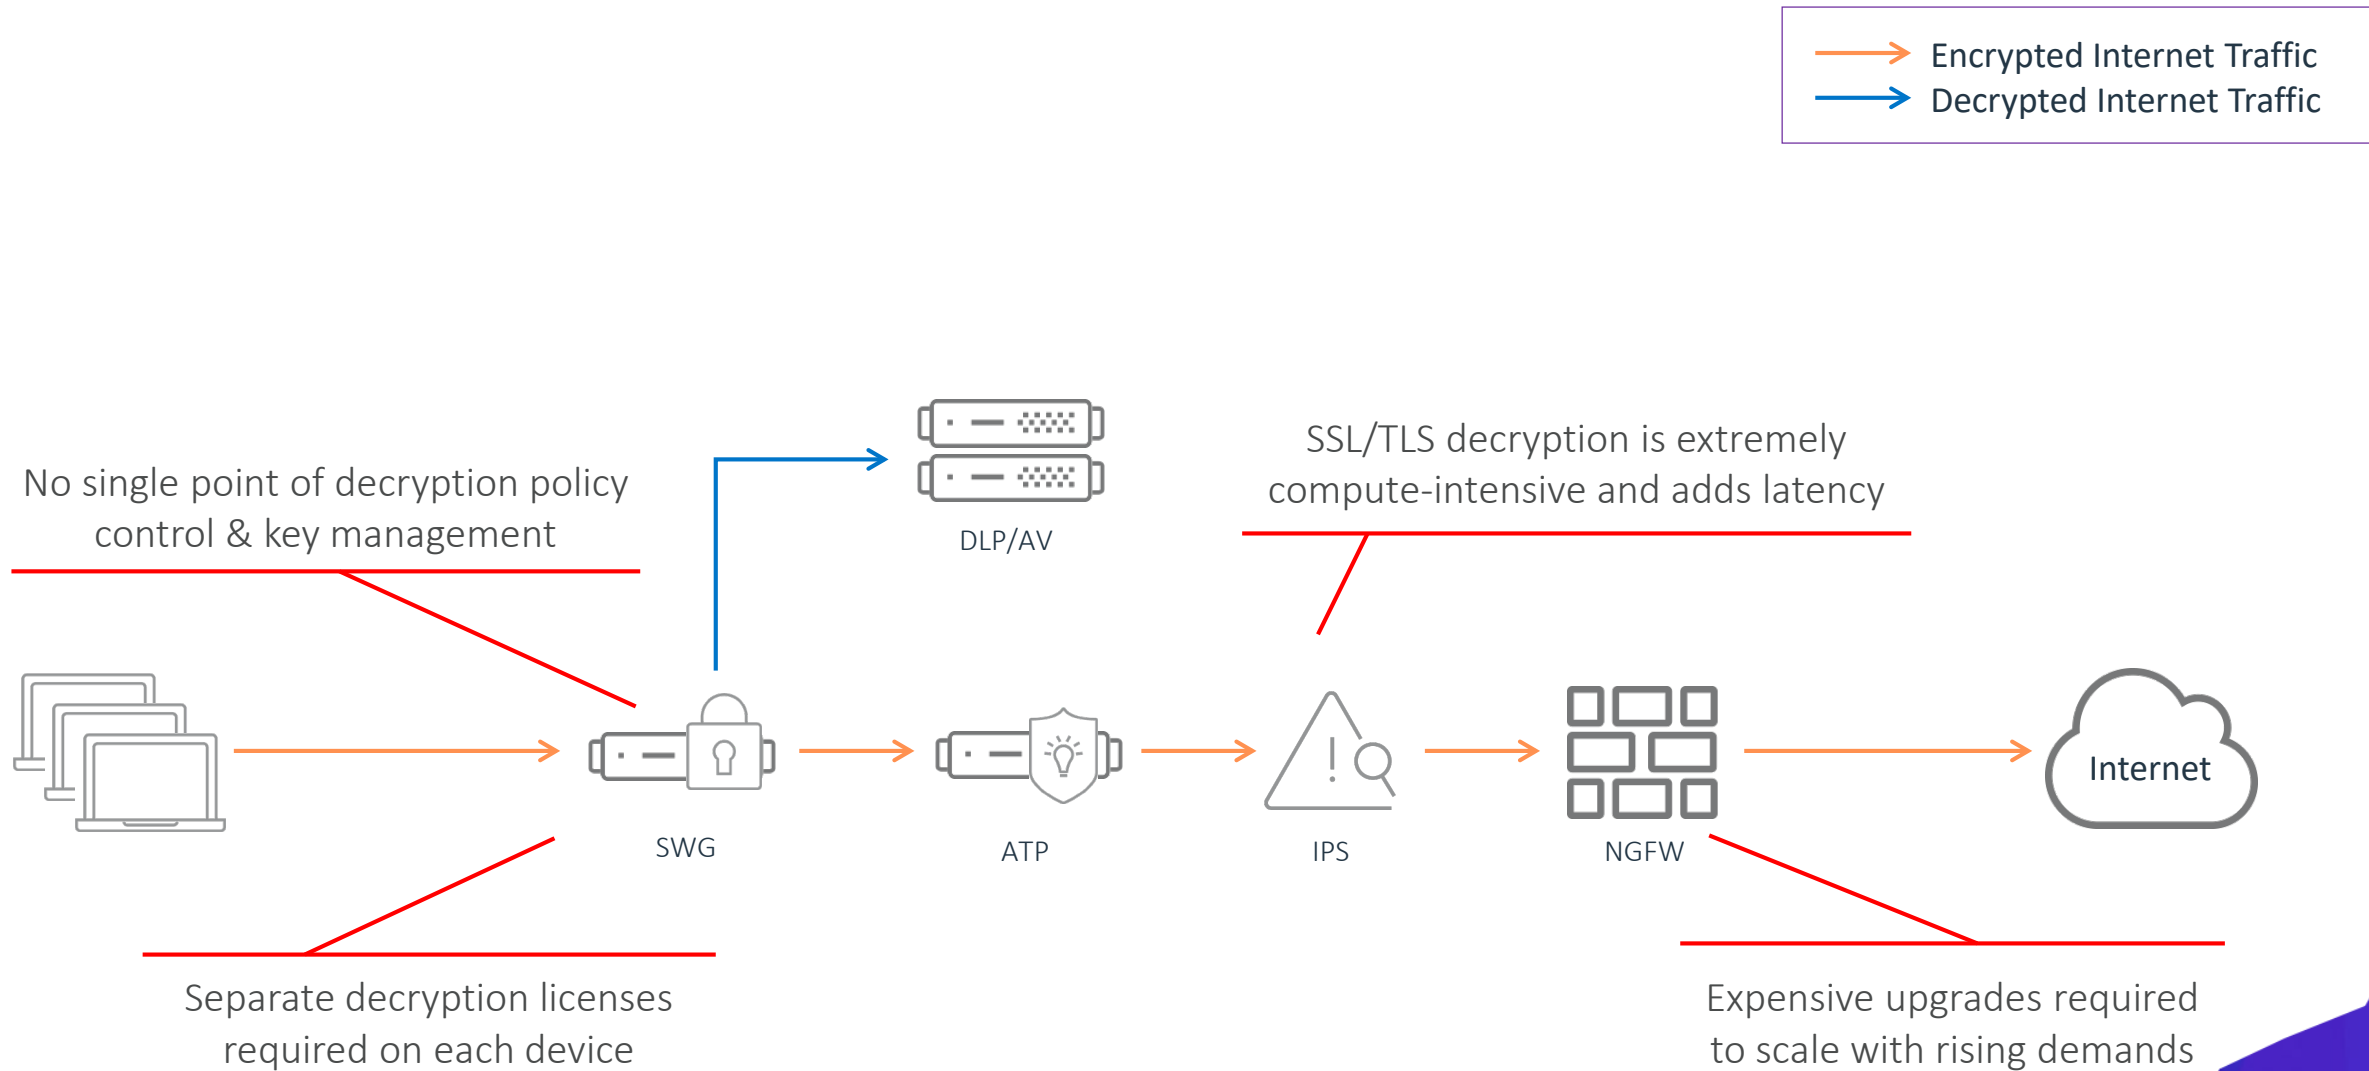 Encrypted Internet Traffic
Decrypted Internet Traffic
No single point of decryption policy
control & key management
DLP/AV
SSL/TLS decryption is extremely
compute-intensive and adds latency
SWG
ATP
IPS
NGFW
Internet
Separate decryption licenses
required on each device
Expensive upgrades required
to scale with rising demands